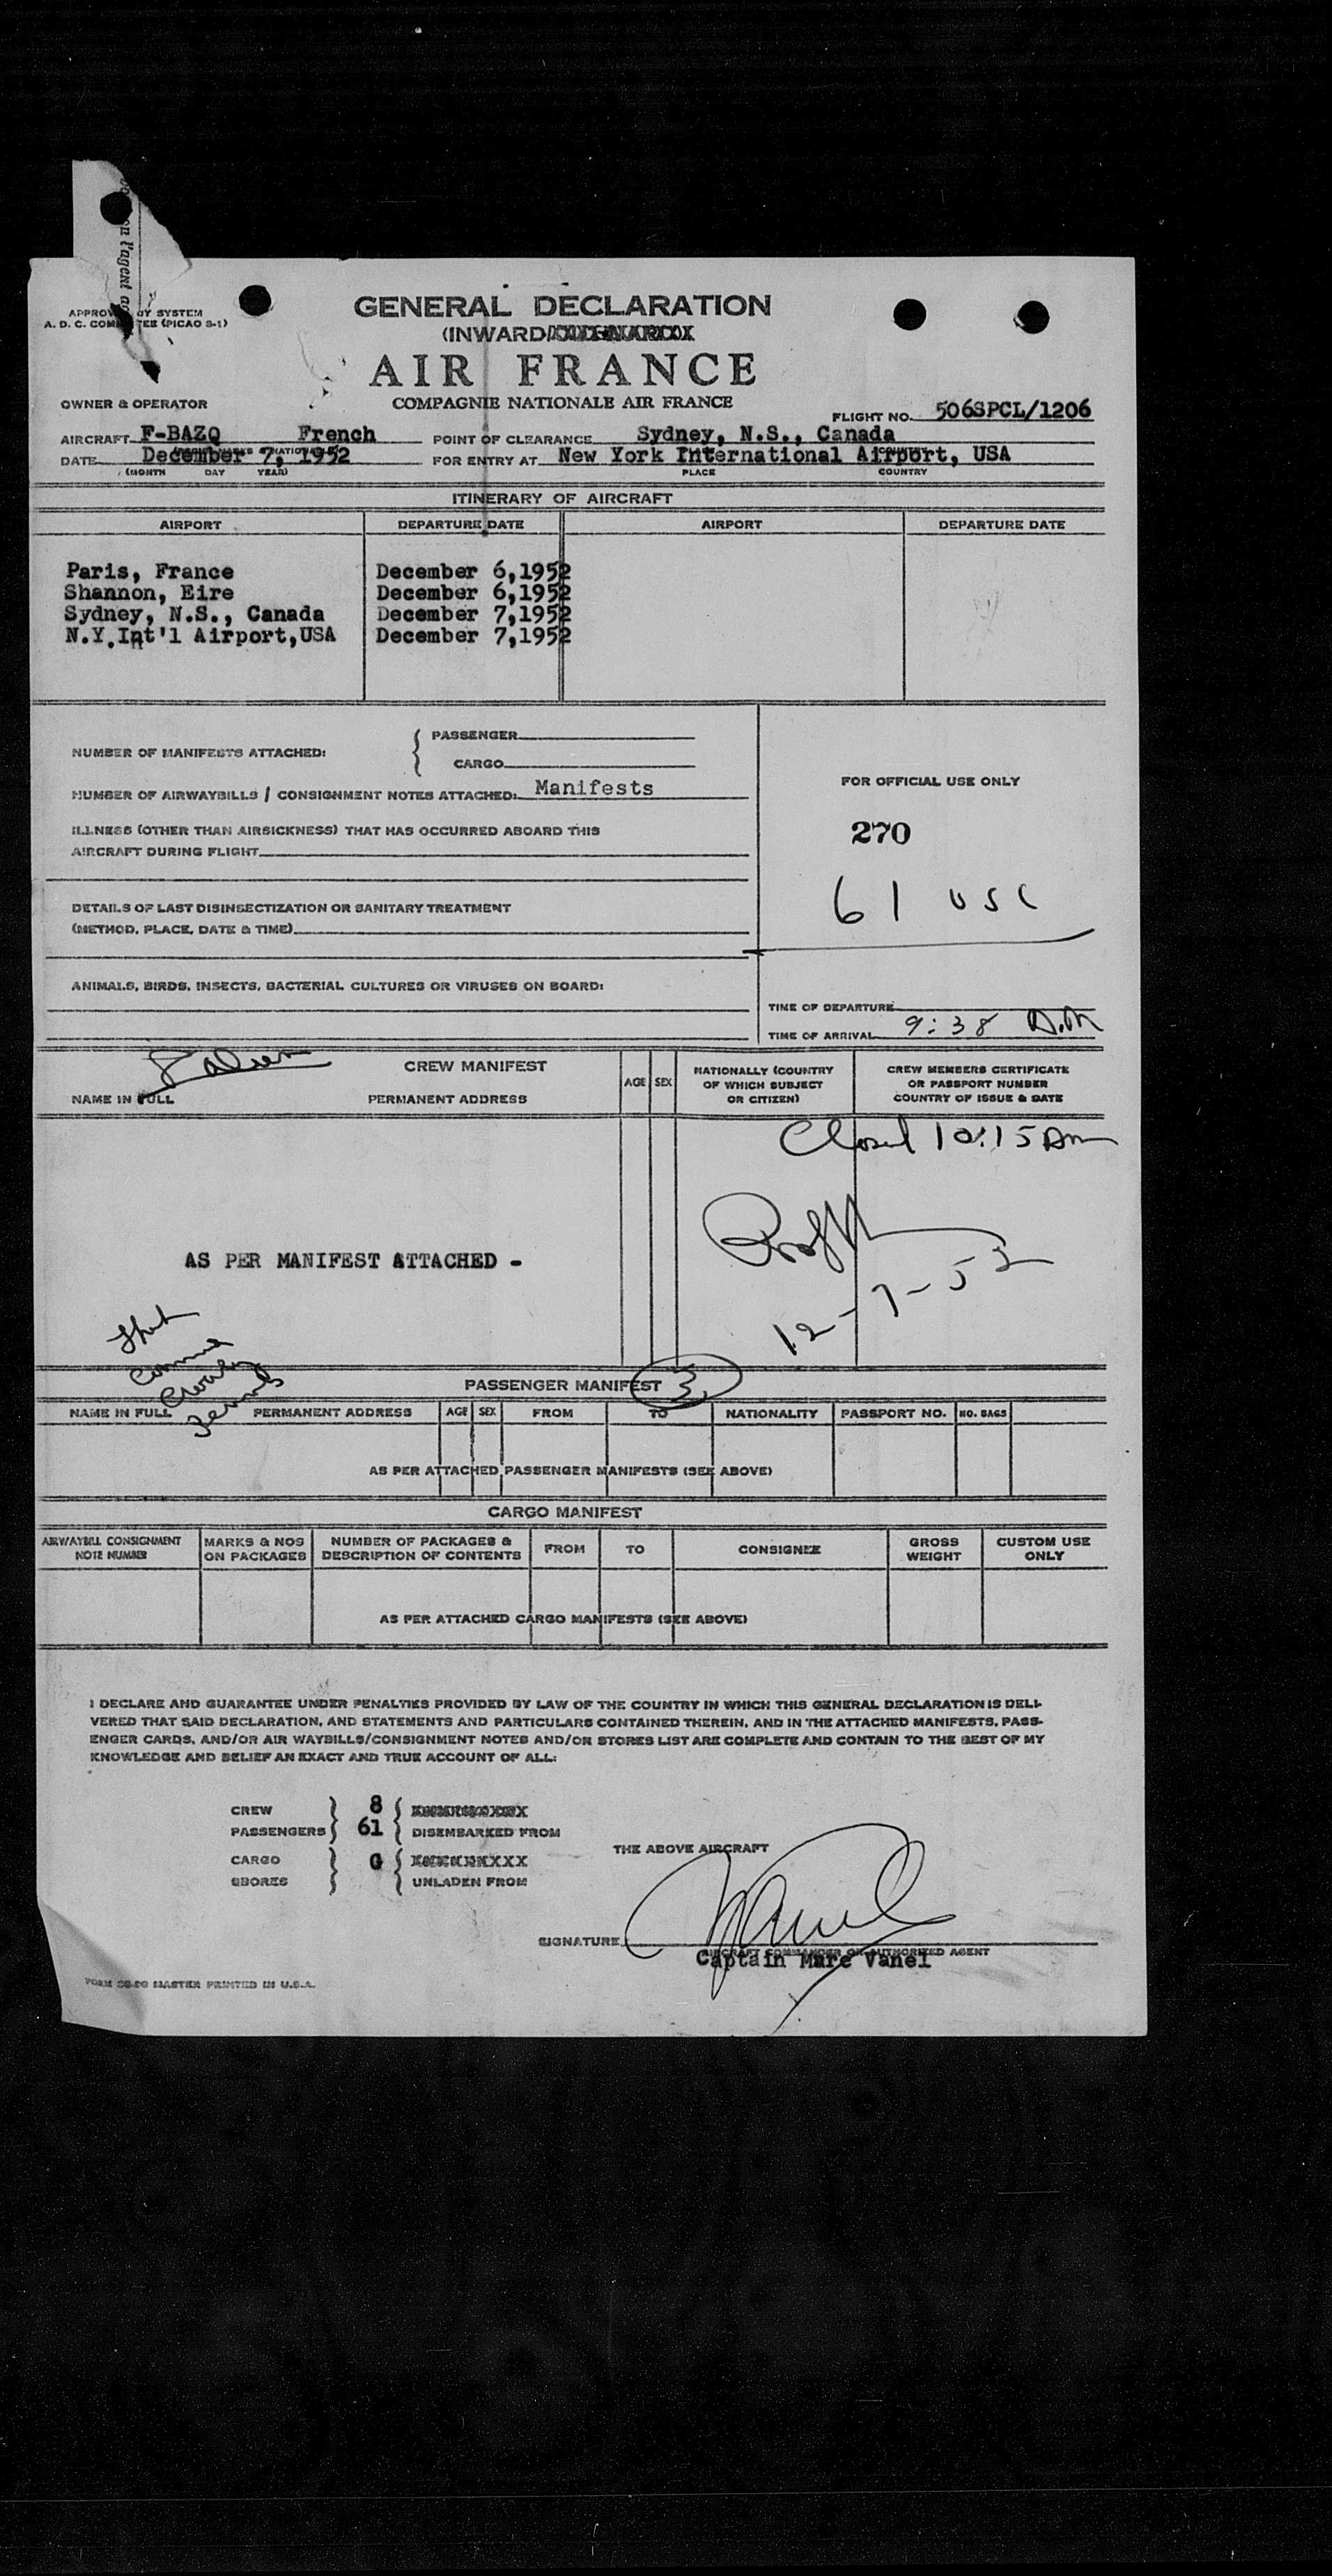 on l'agent
APPROV BY SYSTEM
A. D. C. COMM TEE (PICAO S-1)
GENERAL DECLARATION
(INWARD/
AIR FRANCE
OWNER & OPERATOR
COMPAGNIE NATIONALE AIR FRANCE
FLIGHT NO. 506SPCL/1206
AIRCRAFT F-BAZQ French POINT OF CLEARANCE Sydney, N.S., Canada
DATE December 7, 1952 FOR ENTRY AT New York International Airport, USA
(MONTH DAY YEAR) PLACE COUNTRY
ITINERARY OF AIRCRAFT
AIRPORT DEPARTURE DATE AIRPORT DEPARTURE DATE
Paris, France December 6,1952
Shannon, Eire December 6,1952
Sydney, N.S., Canada December 7,1952
N.Y.Int'l Airport,USA December 7,1952
NUMBER OF MANIFESTS ATTACHED: { PASSENGER
CARGO
NUMBER OF AIRWAYBILLS / CONSIGNMENT NOTES ATTACHED: Manifests
FOR OFFICIAL USE ONLY
ILLNESS (OTHER THAN AIRSICKNESS) THAT HAS OCCURRED ABOARD THIS
AIRCRAFT DURING FLIGHT
270
61 USC
DETAILS OF LAST DISINSECTIZATION OR SANITARY TREATMENT
(METHOD, PLACE, DATE & TIME)
ANIMALS, BIRDS, INSECTS, BACTERIAL CULTURES OR VIRUSES ON BOARD:
TIME OF DEPARTURE
TIME OF ARRIVAL 9:38 A.M
CREW MANIFEST
NAME IN FULL PERMANENT ADDRESS AGE SEX
NATIONALLY (COUNTRY
OF WHICH SUBJECT
OR CITIZEN)
CREW MEMBERS CERTIFICATE
OR PASSPORT NUMBER
COUNTRY OF ISSUE & DATE
Closed 10:15 Am
AS PER MANIFEST ATTACHED -
12-7-52
PASSENGER MANIFEST 3
NAME IN FULL PERMANENT ADDRESS AGE SEX FROM TO NATIONALITY PASSPORT NO. NO. BAGS
AS PER ATTACHED PASSENGER MANIFESTS (SEE ABOVE)
CARGO MANIFEST
AIRWAYBILL CONSIGNMENT
NOTE NUMBER
MARKS & NOS
ON PACKAGES
NUMBER OF PACKAGES &
DESCRIPTION OF CONTENTS
FROM TO CONSIGNEE
GROSS
WEIGHT
CUSTOM USE
ONLY
AS PER ATTACHED CARGO MANIFESTS (SEE ABOVE)
I DECLARE AND GUARANTEE UNDER PENALTIES PROVIDED BY LAW OF THE COUNTRY IN WHICH THIS GENERAL DECLARATION IS DELI-
VERED THAT SAID DECLARATION, AND STATEMENTS AND PARTICULARS CONTAINED THEREIN, AND IN THE ATTACHED MANIFESTS, PASS-
ENGER CARDS, AND/OR AIR WAYBILLS/CONSIGNMENT NOTES AND/OR STORES LIST ARE COMPLETE AND CONTAIN TO THE BEST OF MY
KNOWLEDGE AND BELIEF AN EXACT AND TRUE ACCOUNT OF ALL:
CREW 8
PASSENGERS 61 DISEMBARKED FROM
THE ABOVE AIRCRAFT
CARGO 0
SBORES UNLADEN FROM
SIGNATURE
AIRCRAFT COMMANDER OR AUTHORIZED AGENT
Captain Marc Vanel
FORM MASTER PRINTED IN U.S.A.